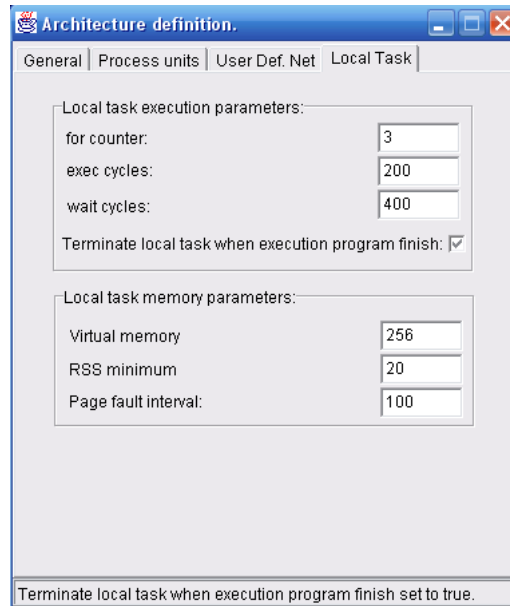 Architecture definition.
General Process units User Def. Net Local Task
Local task execution parameters:
for counter: 3
exec cycles: 200
wait cycles: 400
Terminate local task when execution program finish:
Local task memory parameters:
Virtual memory 256
RSS minimum 20
Page fault interval: 100
Terminate local task when execution program finish set to true.